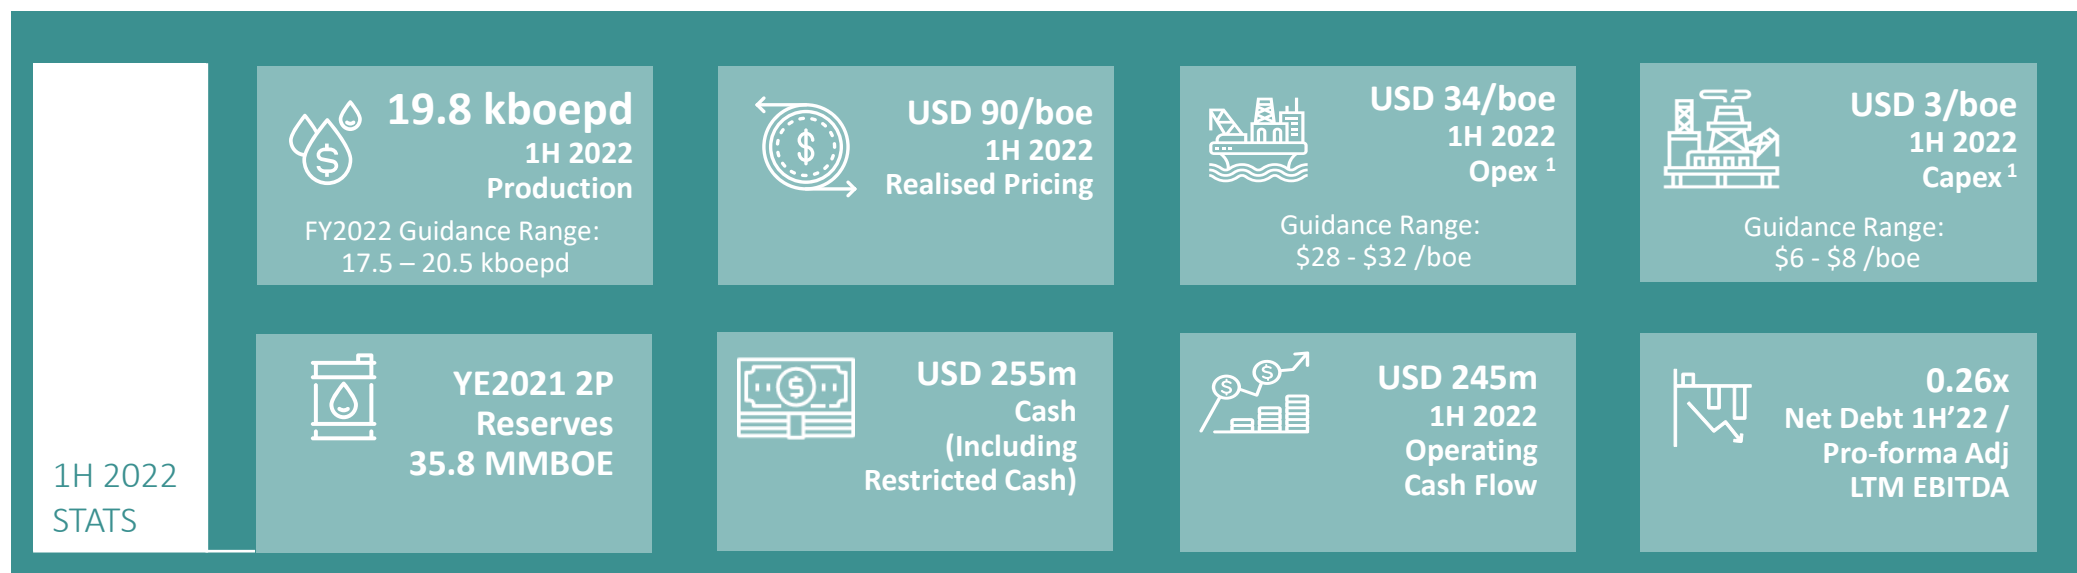 1H 2022
STATS
19.8 kboepd
1H 2022
Production
FY2022 Guidance Range:
17.5 – 20.5 kboepd
USD 90/boe
1H 2022
Realised Pricing
USD 34/boe
1H 2022
Opex 1
Guidance Range:
$28 - $32 /boe
USD 3/boe
1H 2022
Capex 1
Guidance Range:
$6 - $8 /boe
YE2021 2P
Reserves
35.8 MMBOE
USD 255m
Cash
(Including
Restricted Cash)
USD 245m
1H 2022
Operating
Cash Flow
0.26x
Net Debt 1H’22 /
Pro-forma Adj
LTM EBITDA